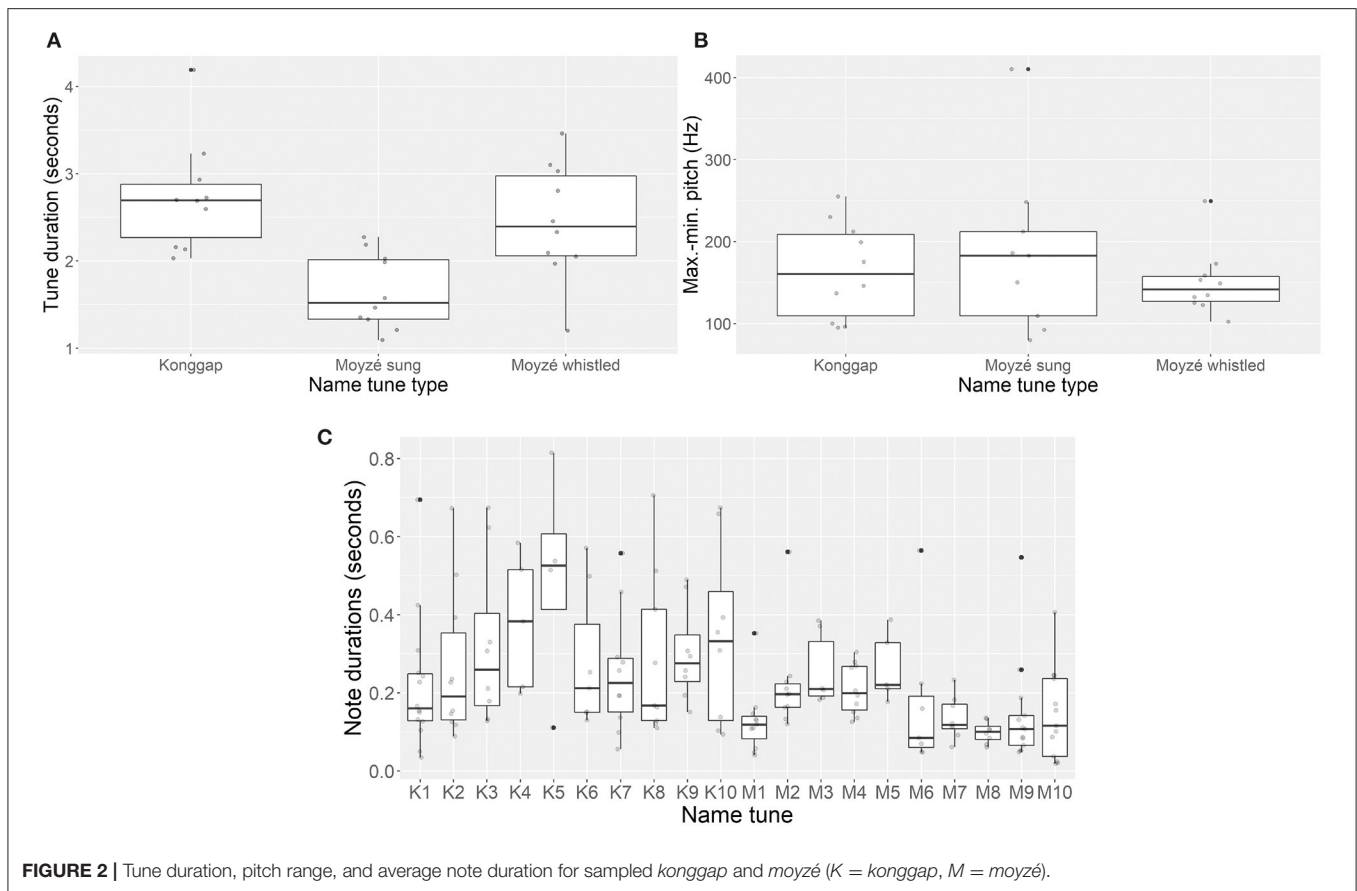 A
Tune duration (seconds)
4
3
2
1
Konggap Moyzé sung Moyzé whistled
Name tune type
B
Max.-min. pitch (Hz)
400
300
200
100
Konggap Moyzé sung Moyzé whistled
Name tune type
C
Note durations (seconds)
0.8
0.6
0.4
0.2
0.0
K1 K2 K3 K4 K5 K6 K7 K8 K9 K10 M1 M2 M3 M4 M5 M6 M7 M8 M9 M10
Name tune
FIGURE 2 | Tune duration, pitch range, and average note duration for sampled konggap and moyzé (K = konggap, M = moyzé).